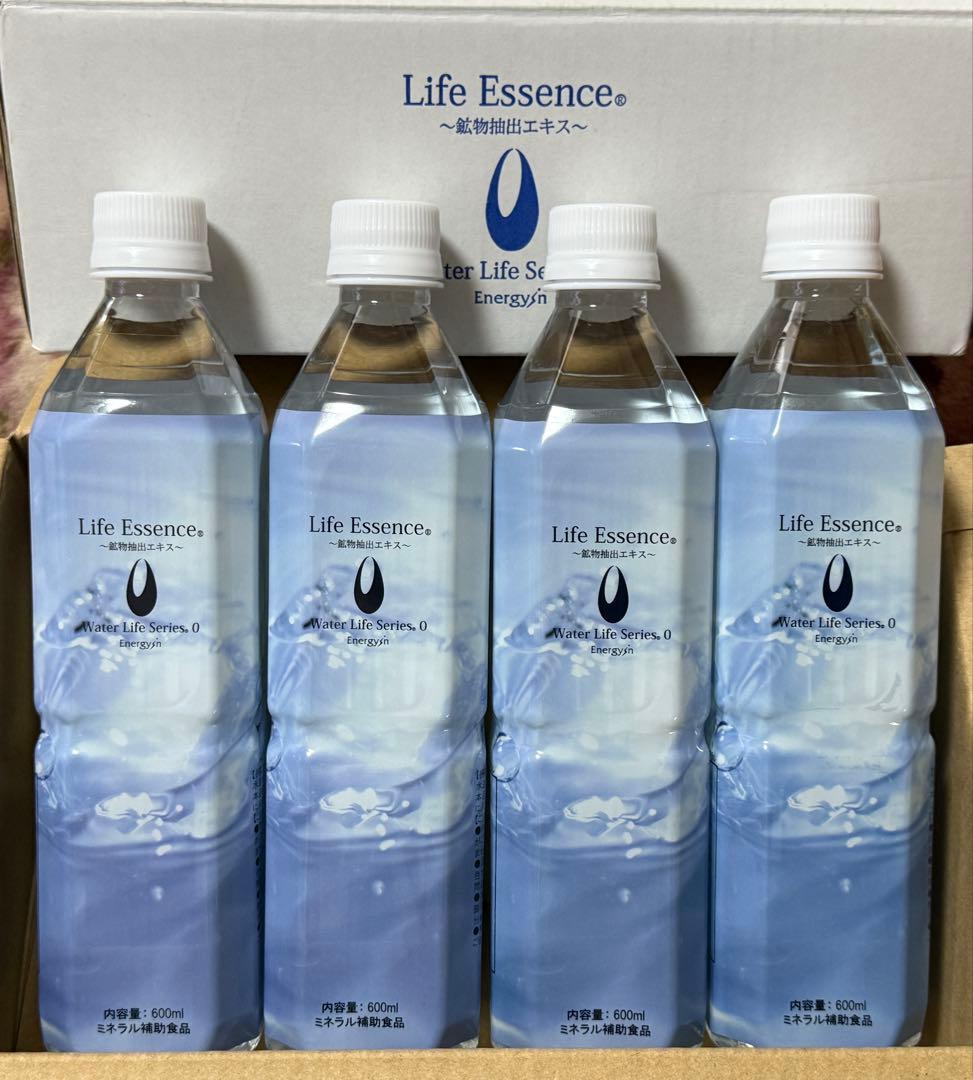 Life Essence®
～鉱物抽出エキス～
ter Life Se
Energysin
Life Essence®
～鉱物抽出エキス～
Water Life Series® 0
Energysin
内容量：600ml
ミネラル補助食品
Life Essence®
～鉱物抽出エキス～
Water Life Series® 0
Energysin
内容量：600ml
ミネラル補助食品
Life Essence®
～鉱物抽出エキス～
Water Life Series® 0
Energysin
内容量：600ml
ミネラル補助食品
Life Essence®
～鉱物抽出エキス～
Water Life Series® 0
Energysin
内容量：600ml
ミネラル補助食品